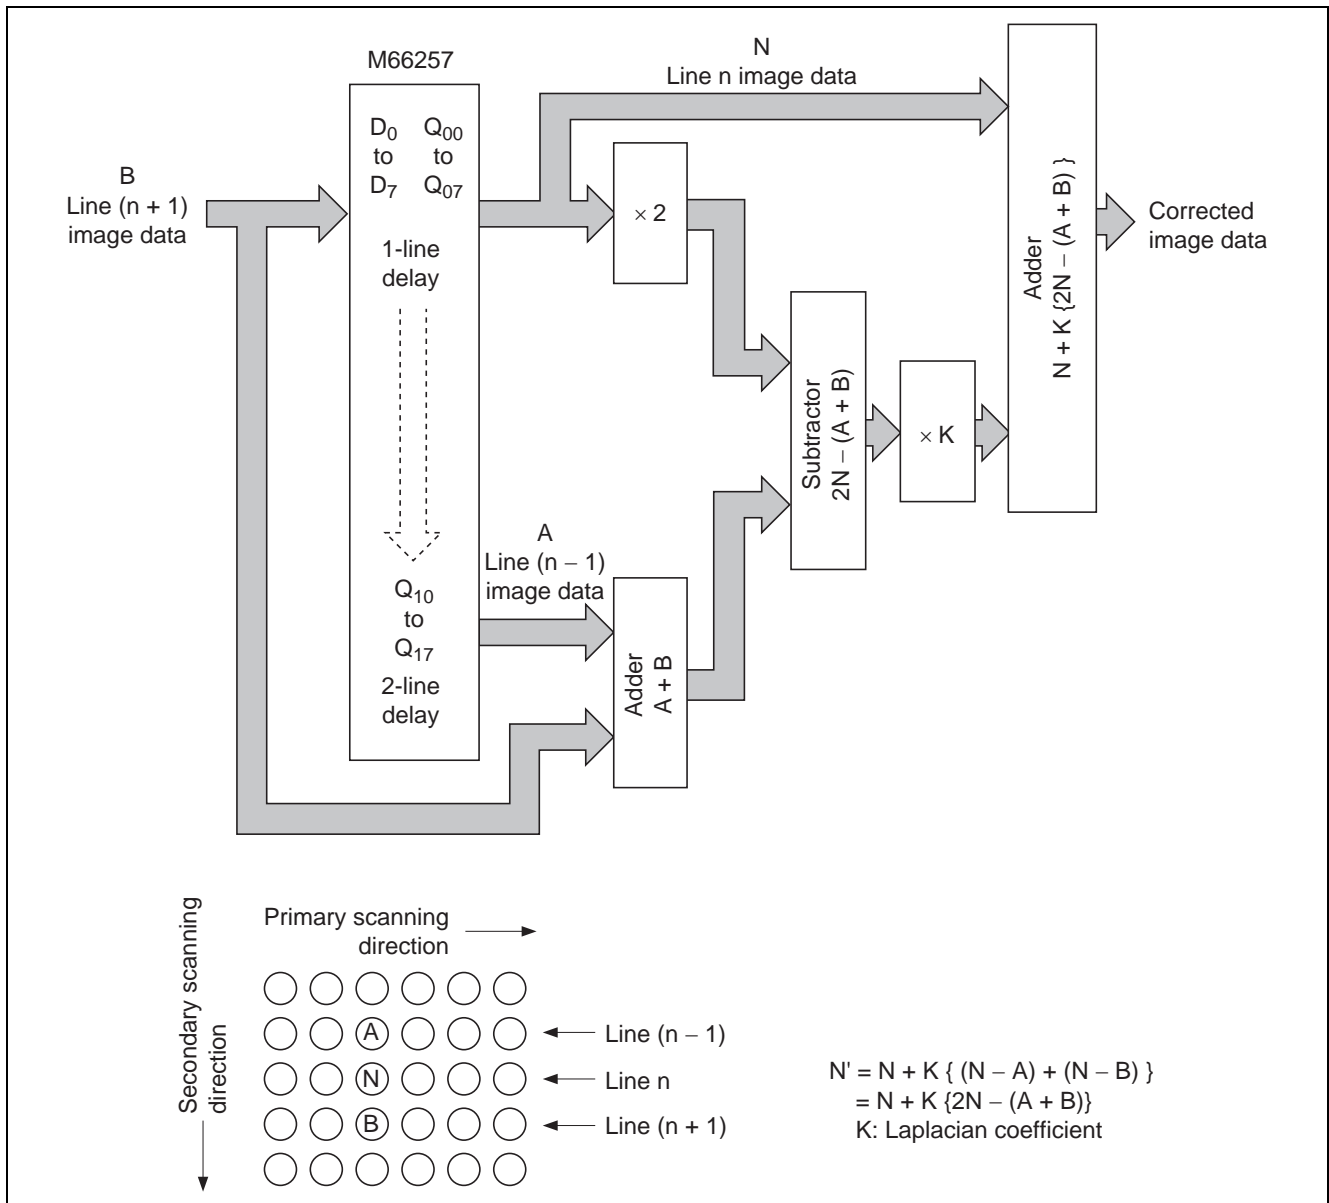 M66257
N
Line n image data
D0 Q00
to to
D7 Q07
B
Line (n + 1)
image data
× 2
1-line
delay
Adder
N + K {2N – (A + B) }
Corrected
image data
Subtractor
2N – (A + B)
× K
A
Line (n – 1)
image data
Q10
to
Q17
2-line
delay
Adder
A + B
Secondary scanning
direction
Primary scanning
direction
A
Line (n – 1)
N
Line n
B
Line (n + 1)
N' = N + K { (N – A) + (N – B) }
= N + K {2N – (A + B)}
K: Laplacian coefficient